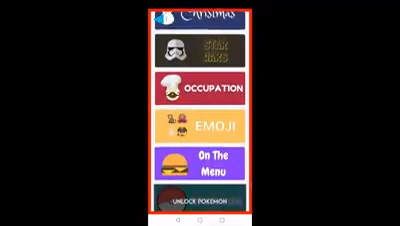 Christmas
STAR
WARS
OCCUPATION
EMOJI
On The
Menu
UNLOCK POKEMON